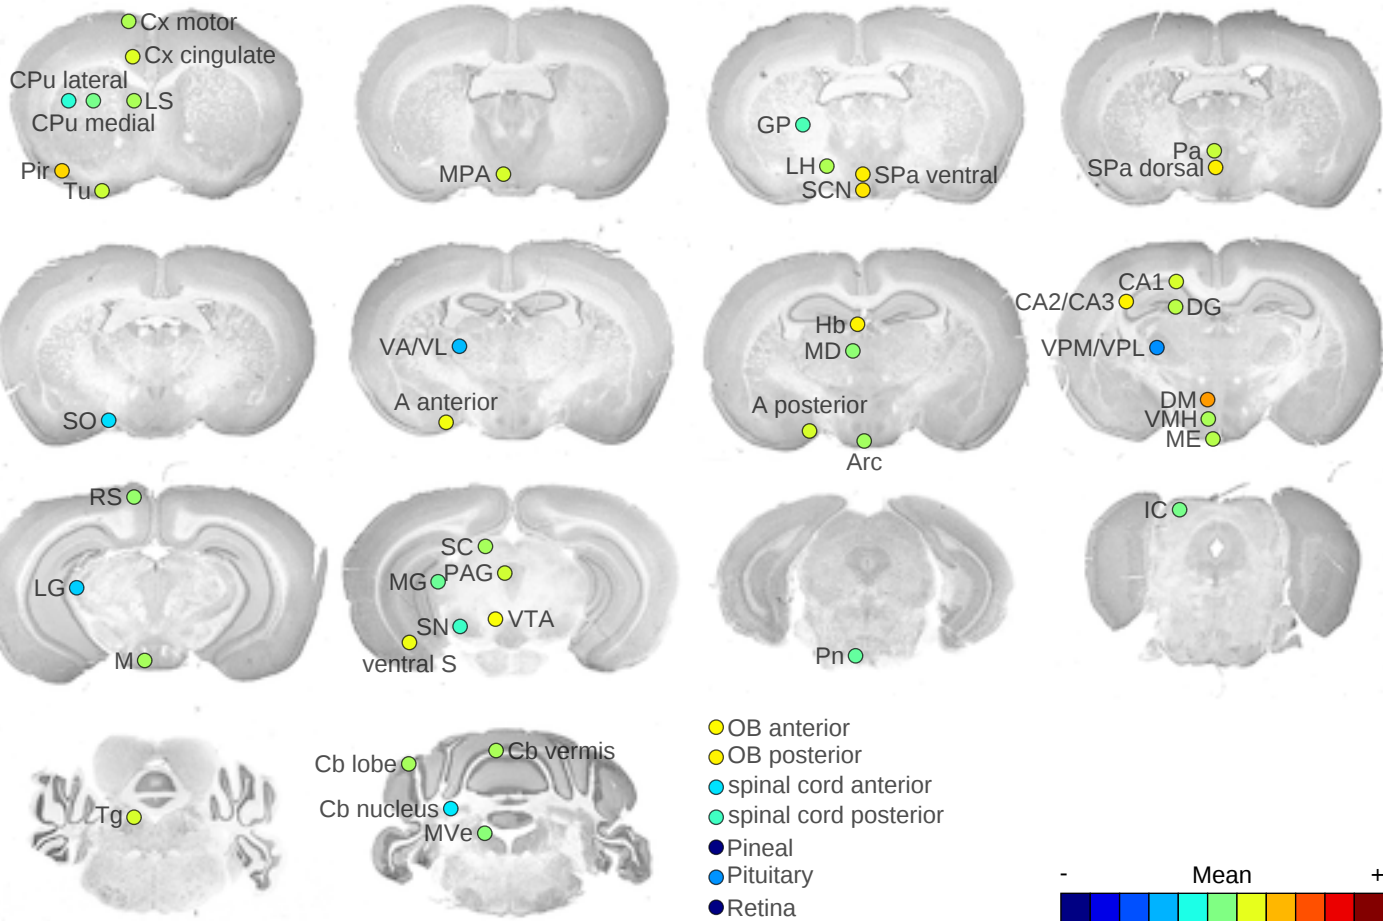 Cx motor
Cx cingulate
CPu lateral
LS
CPu medial
Pir
Tu
MPA
GP
LH
SPa ventral
SCN
Pa
SPa dorsal
SO
VA/VL
A anterior
Hb
MD
A posterior
Arc
CA1
CA2/CA3
DG
VPM/VPL
DM
VMH
ME
RS
LG
M
SC
MG
PAG
SN
VTA
ventral S
Pn
IC
Tg
Cb lobe
Cb vermis
Cb nucleus
MVe
OB anterior
OB posterior
spinal cord anterior
spinal cord posterior
Pineal
Pituitary
Retina
- Mean +